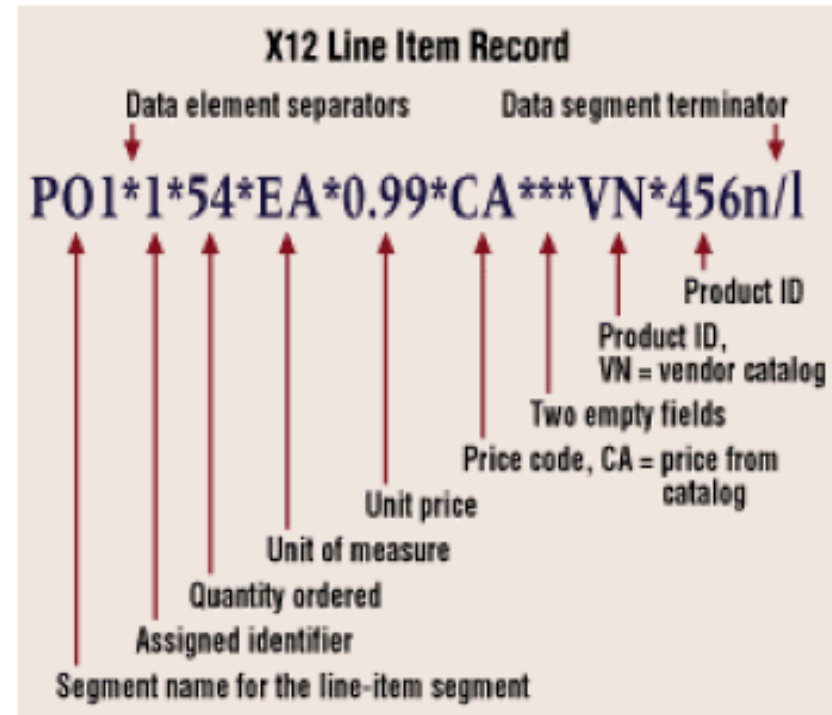 X12 Line Item Record
Data element separators
Data segment terminator
PO1*1*54*EA*0.99*CA***VN*456n/l
Product ID
Product ID,
VN = vendor catalog
Two empty fields
Price code, CA = price from
catalog
Unit price
Unit of measure
Quantity ordered
Assigned identifier
Segment name for the line-item segment